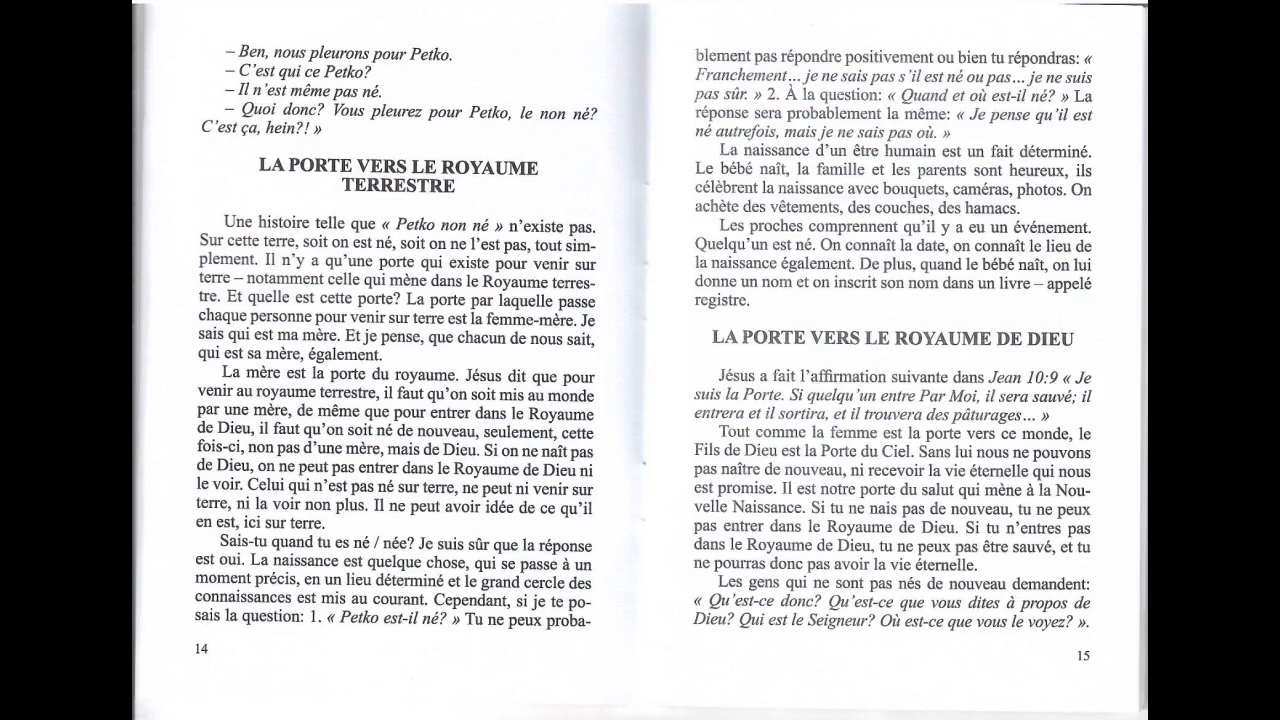 – Ben, nous pleurons pour Petko.
– C'est qui ce Petko?
– Il n'est même pas né.
– Quoi donc? Vous pleurez pour Petko, le non né?
C'est ça, hein?! »
LA PORTE VERS LE ROYAUME
TERRESTRE
Une histoire telle que « Petko non né » n'existe pas.
Sur cette terre, soit on est né, soit on ne l'est pas, tout sim-
plement. Il n'y a qu'une porte qui existe pour venir sur
terre – notamment celle qui mène dans le Royaume terres-
tre. Et quelle est cette porte? La porte par laquelle passe
chaque personne pour venir sur terre est la femme-mère. Je
sais qui est ma mère. Et je pense, que chacun de nous sait,
qui est sa mère, également.
La mère est la porte du royaume. Jésus dit que pour
venir au royaume terrestre, il faut qu'on soit mis au monde
par une mère, de même que pour entrer dans le Royaume
de Dieu, il faut qu'on soit né de nouveau, seulement, cette
fois-ci, non pas d'une mère, mais de Dieu. Si on ne naît pas
de Dieu, on ne peut pas entrer dans le Royaume de Dieu ni
le voir. Celui qui n'est pas né sur terre, ne peut ni venir sur
terre, ni la voir non plus. Il ne peut avoir idée de ce qu'il
en est, ici sur terre.
Sais-tu quand tu es né / née? Je suis sûr que la réponse
est oui. La naissance est quelque chose, qui se passe à un
moment précis, en un lieu déterminé et le grand cercle des
connaissances est mis au courant. Cependant, si je te po-
sais la question: 1. « Petko est-il né? » Tu ne peux proba-
14
blement pas répondre positivement ou bien tu répondras: «
Franchement... je ne sais pas s'il est né ou pas... je ne suis
pas sûr. » 2. À la question: « Quand et où est-il né? » La
réponse sera probablement la même: « Je pense qu'il est
né autrefois, mais je ne sais pas où. »
La naissance d'un être humain est un fait déterminé.
Le bébé naît, la famille et les parents sont heureux, ils
célèbrent la naissance avec bouquets, caméras, photos. On
achète des vêtements, des couches, des hamacs.
Les proches comprennent qu'il y a eu un événement.
Quelqu'un est né. On connaît la date, on connaît le lieu de
la naissance également. De plus, quand le bébé naît, on lui
donne un nom et on inscrit son nom dans un livre – appelé
registre.
LA PORTE VERS LE ROYAUME DE DIEU
Jésus a fait l'affirmation suivante dans Jean 10:9 « Je
suis la Porte. Si quelqu'un entre Par Moi, il sera sauvé; il
entrera et il sortira, et il trouvera des pâturages... »
Tout comme la femme est la porte vers ce monde, le
Fils de Dieu est la Porte du Ciel. Sans lui nous ne pouvons
pas naître de nouveau, ni recevoir la vie éternelle qui nous
est promise. Il est notre porte du salut qui mène à la Nou-
velle Naissance. Si tu ne nais pas de nouveau, tu ne peux
pas entrer dans le Royaume de Dieu. Si tu n'entres pas
dans le Royaume de Dieu, tu ne peux pas être sauvé, et tu
ne pourras donc pas avoir la vie éternelle.
Les gens qui ne sont pas nés de nouveau demandent:
« Qu'est-ce donc? Qu'est-ce que vous dites à propos de
Dieu? Qui est le Seigneur? Où est-ce que vous le voyez? ».
15